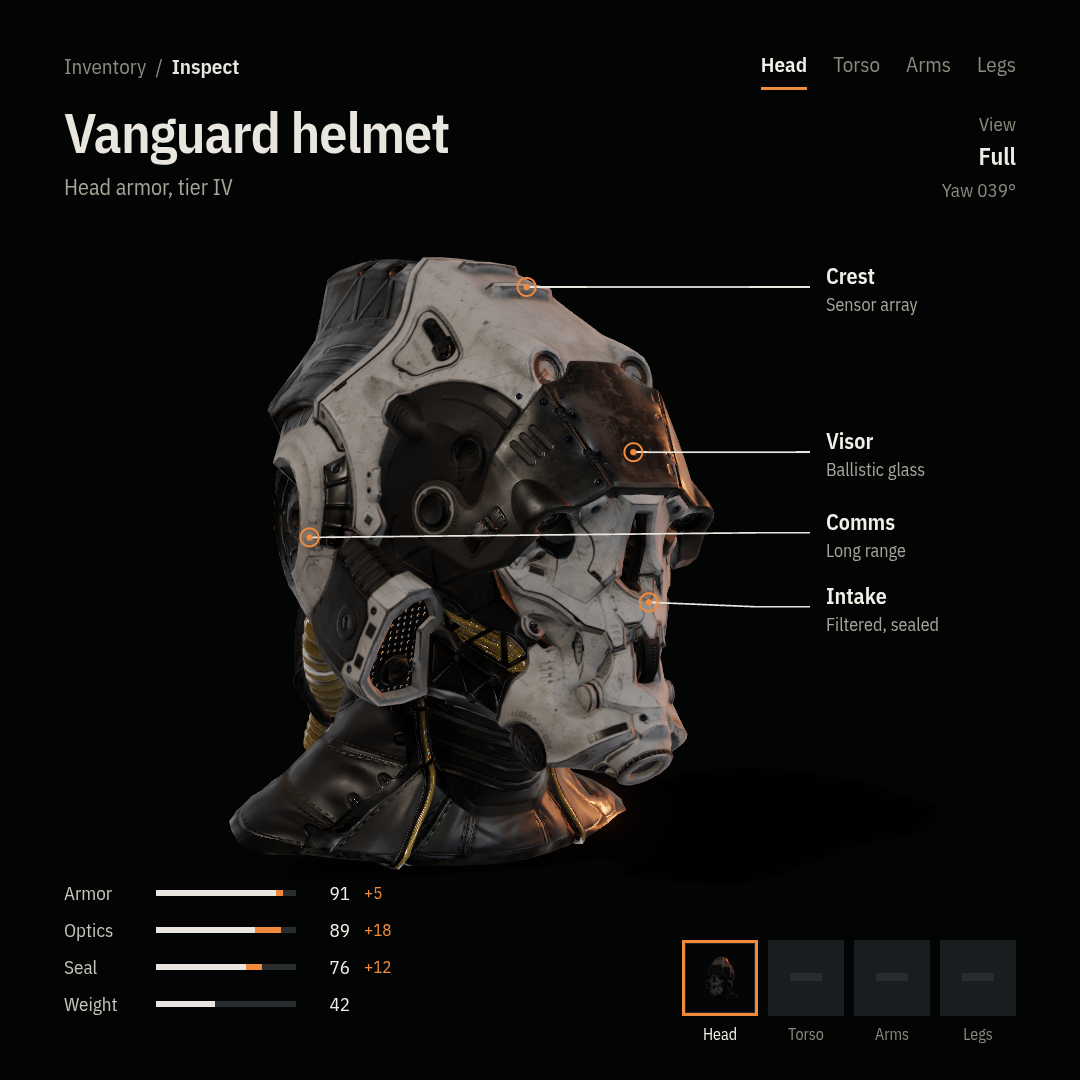 Inventory / Inspect
Head Torso Arms Legs
Vanguard helmet
Head armor, tier IV
View
Full
Yaw 039°
Crest
Sensor array
Visor
Ballistic glass
Comms
Long range
Intake
Filtered, sealed
Armor 91 +5
Optics 89 +18
Seal 76 +12
Weight 42
Head Torso Arms Legs